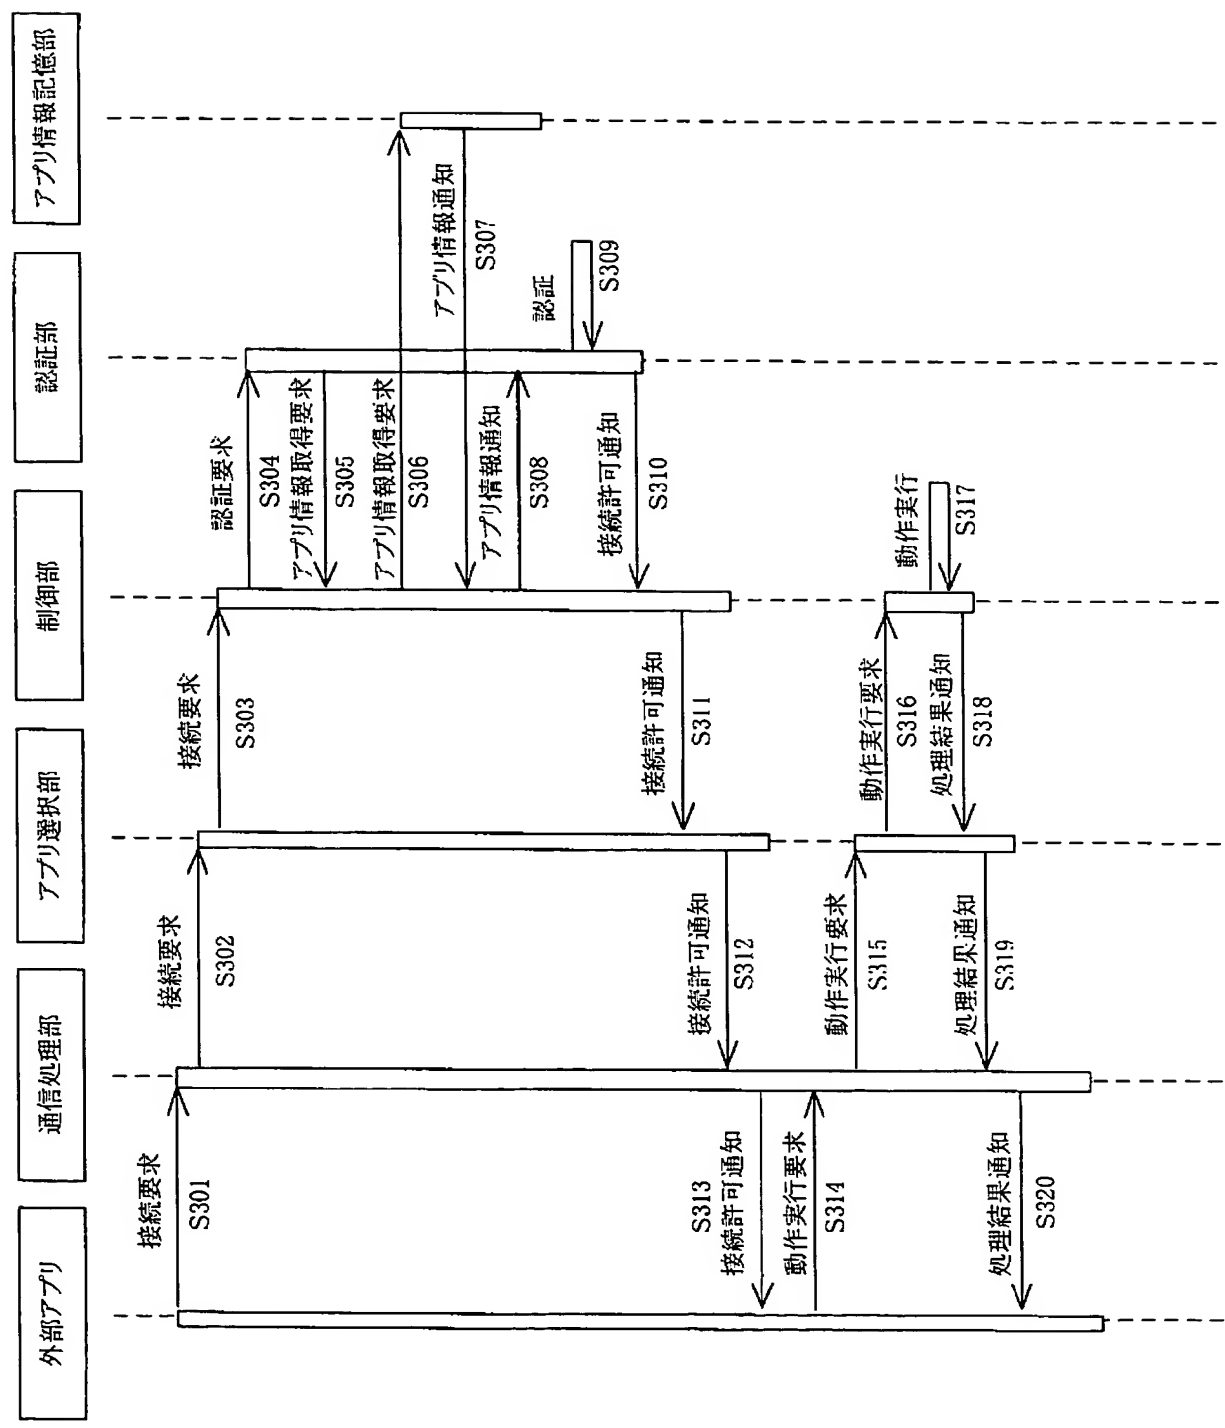 外部アプリ
通信処理部
アプリ選択部
制御部
認証部
アプリ情報記憶部
接続要求
S301
接続要求
S302
接続要求
S303
認証要求
S304
アプリ情報取得要求
S305
アプリ情報取得要求
S306
アプリ情報通知
S307
アプリ情報通知
S308
認証
S309
接続許可通知
S310
接続許可通知
S311
接続許可通知
S312
S313
接続許可通知
動作実行要求
S314
動作実行要求
S315
動作実行要求
S316
動作実行
S317
処理結果通知
S318
処理結果通知
S319
処理結果通知
S320